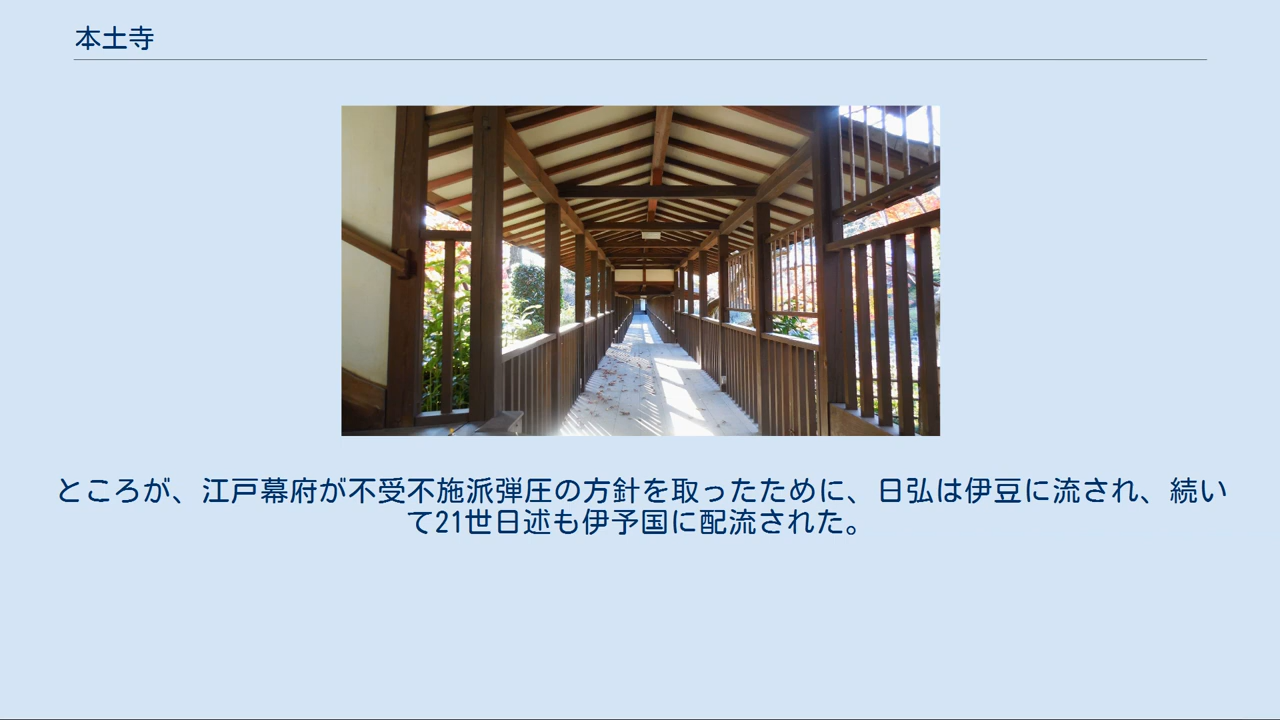 本土寺
ところが、江戸幕府が不受不施派弾圧の方針を取ったために、日弘は伊豆に流され、続い
て21世日述も伊予国に配流された。